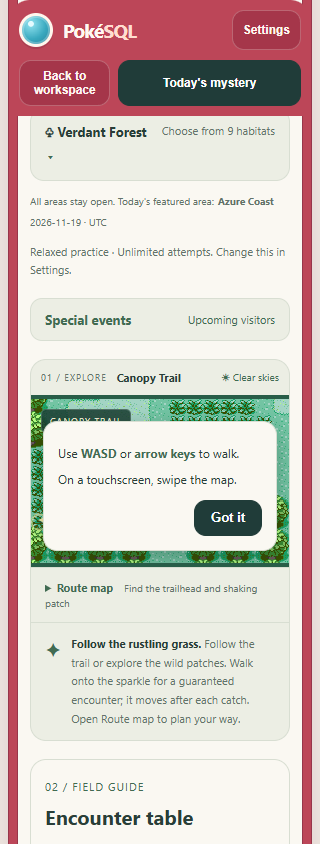 PokéSQL
Settings
Back to
workspace
Today's mystery
Verdant Forest
Choose from 9 habitats
All areas stay open. Today's featured area: Azure Coast
2026-11-19 · UTC
Relaxed practice · Unlimited attempts. Change this in
Settings.
Special events
Upcoming visitors
01 / EXPLORE
Canopy Trail
Clear skies
CANOPY TRAIL
Use WASD or arrow keys to walk.
On a touchscreen, swipe the map.
Got it
Route map
Find the trailhead and shaking
patch
Follow the rustling grass. Follow the
trail or explore the wild patches. Walk
onto the sparkle for a guaranteed
encounter; it moves after each catch.
Open Route map to plan your way.
02 / FIELD GUIDE
Encounter table